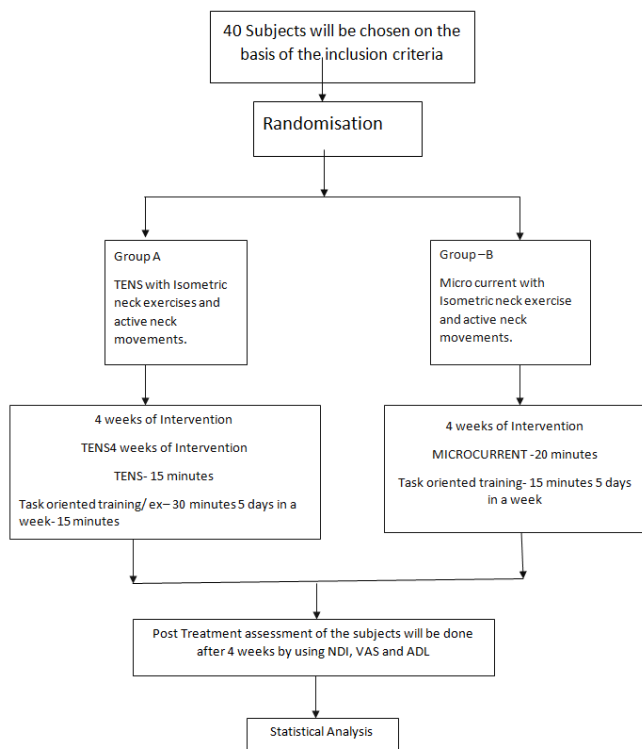 40 Subjects will be chosen on the
basis of the inclusion criteria
Randomisation
Group A
TENS with Isometric
neck exercises and
active neck
movements.
Group –B
Micro current with
Isometric neck exercise
and active neck
movements.
4 weeks of Intervention
TENS4 weeks of Intervention
TENS- 15 minutes
Task oriented training/ ex– 30 minutes 5 days in a
week- 15 minutes
4 weeks of Intervention
MICROCURRENT -20 minutes
Task oriented training- 15 minutes 5 days
in a week
Post Treatment assessment of the subjects will be done
after 4 weeks by using NDI, VAS and ADL
Statistical Analysis